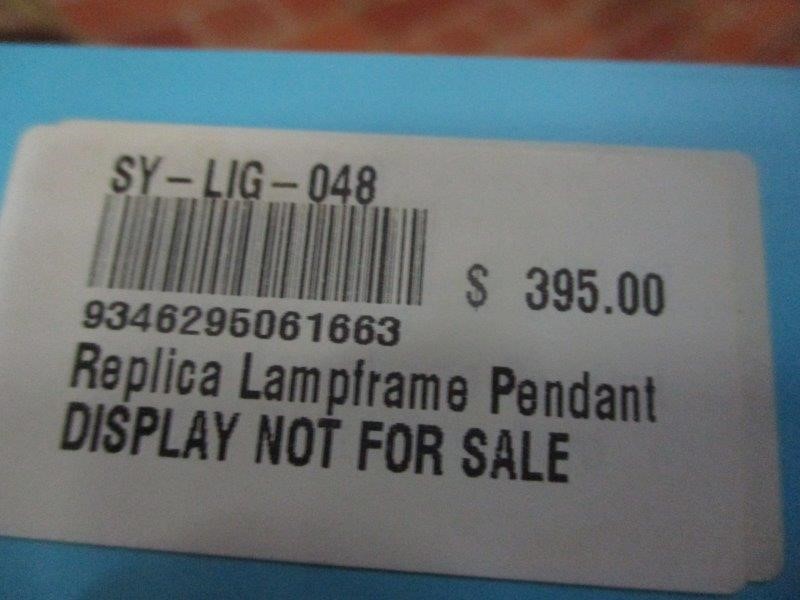 SY-LIG-048
$ 395.00
9346295061663
Replica Lampframe Pendant
DISPLAY NOT FOR SALE